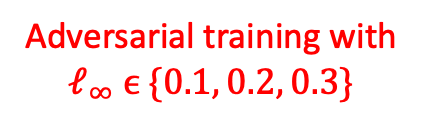 Adversarial training with
ℓ∞ ϵ {0.1, 0.2, 0.3}